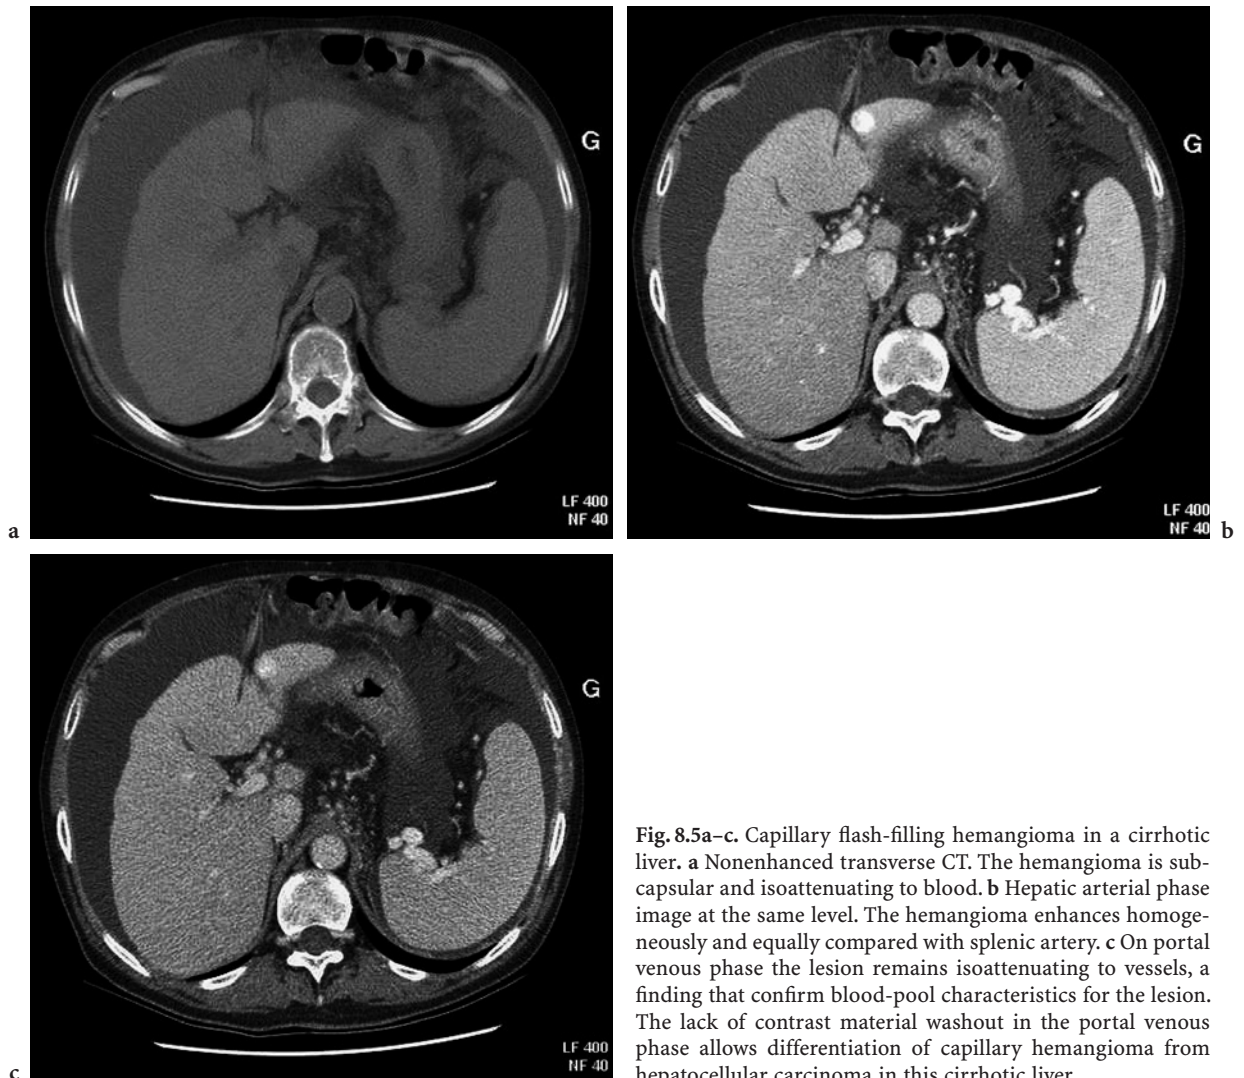 G
LF 400
NF 40
a
G
LF 400
NF 40
b
G
LF 400
NF 40
c
Fig. 8.5a–c. Capillary flash-filling hemangioma in a cirrhotic
liver. a Nonenhanced transverse CT. The hemangioma is sub-
capsular and isoattenuating to blood. b Hepatic arterial phase
image at the same level. The hemangioma enhances homoge-
neously and equally compared with splenic artery. c On portal
venous phase the lesion remains isoattenuating to vessels, a
finding that confirm blood-pool characteristics for the lesion.
The lack of contrast material washout in the portal venous
phase allows differentiation of capillary hemangioma from
hepatocellular carcinoma in this cirrhotic liver